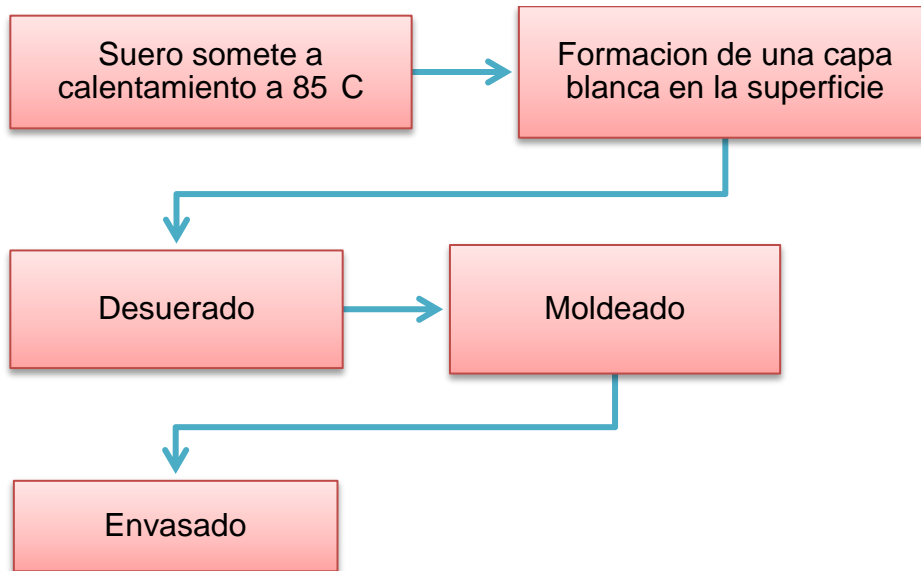 Suero somete a
calentamiento a 85 C
Formacion de una capa
blanca en la superficie
Desuerado
Moldeado
Envasado